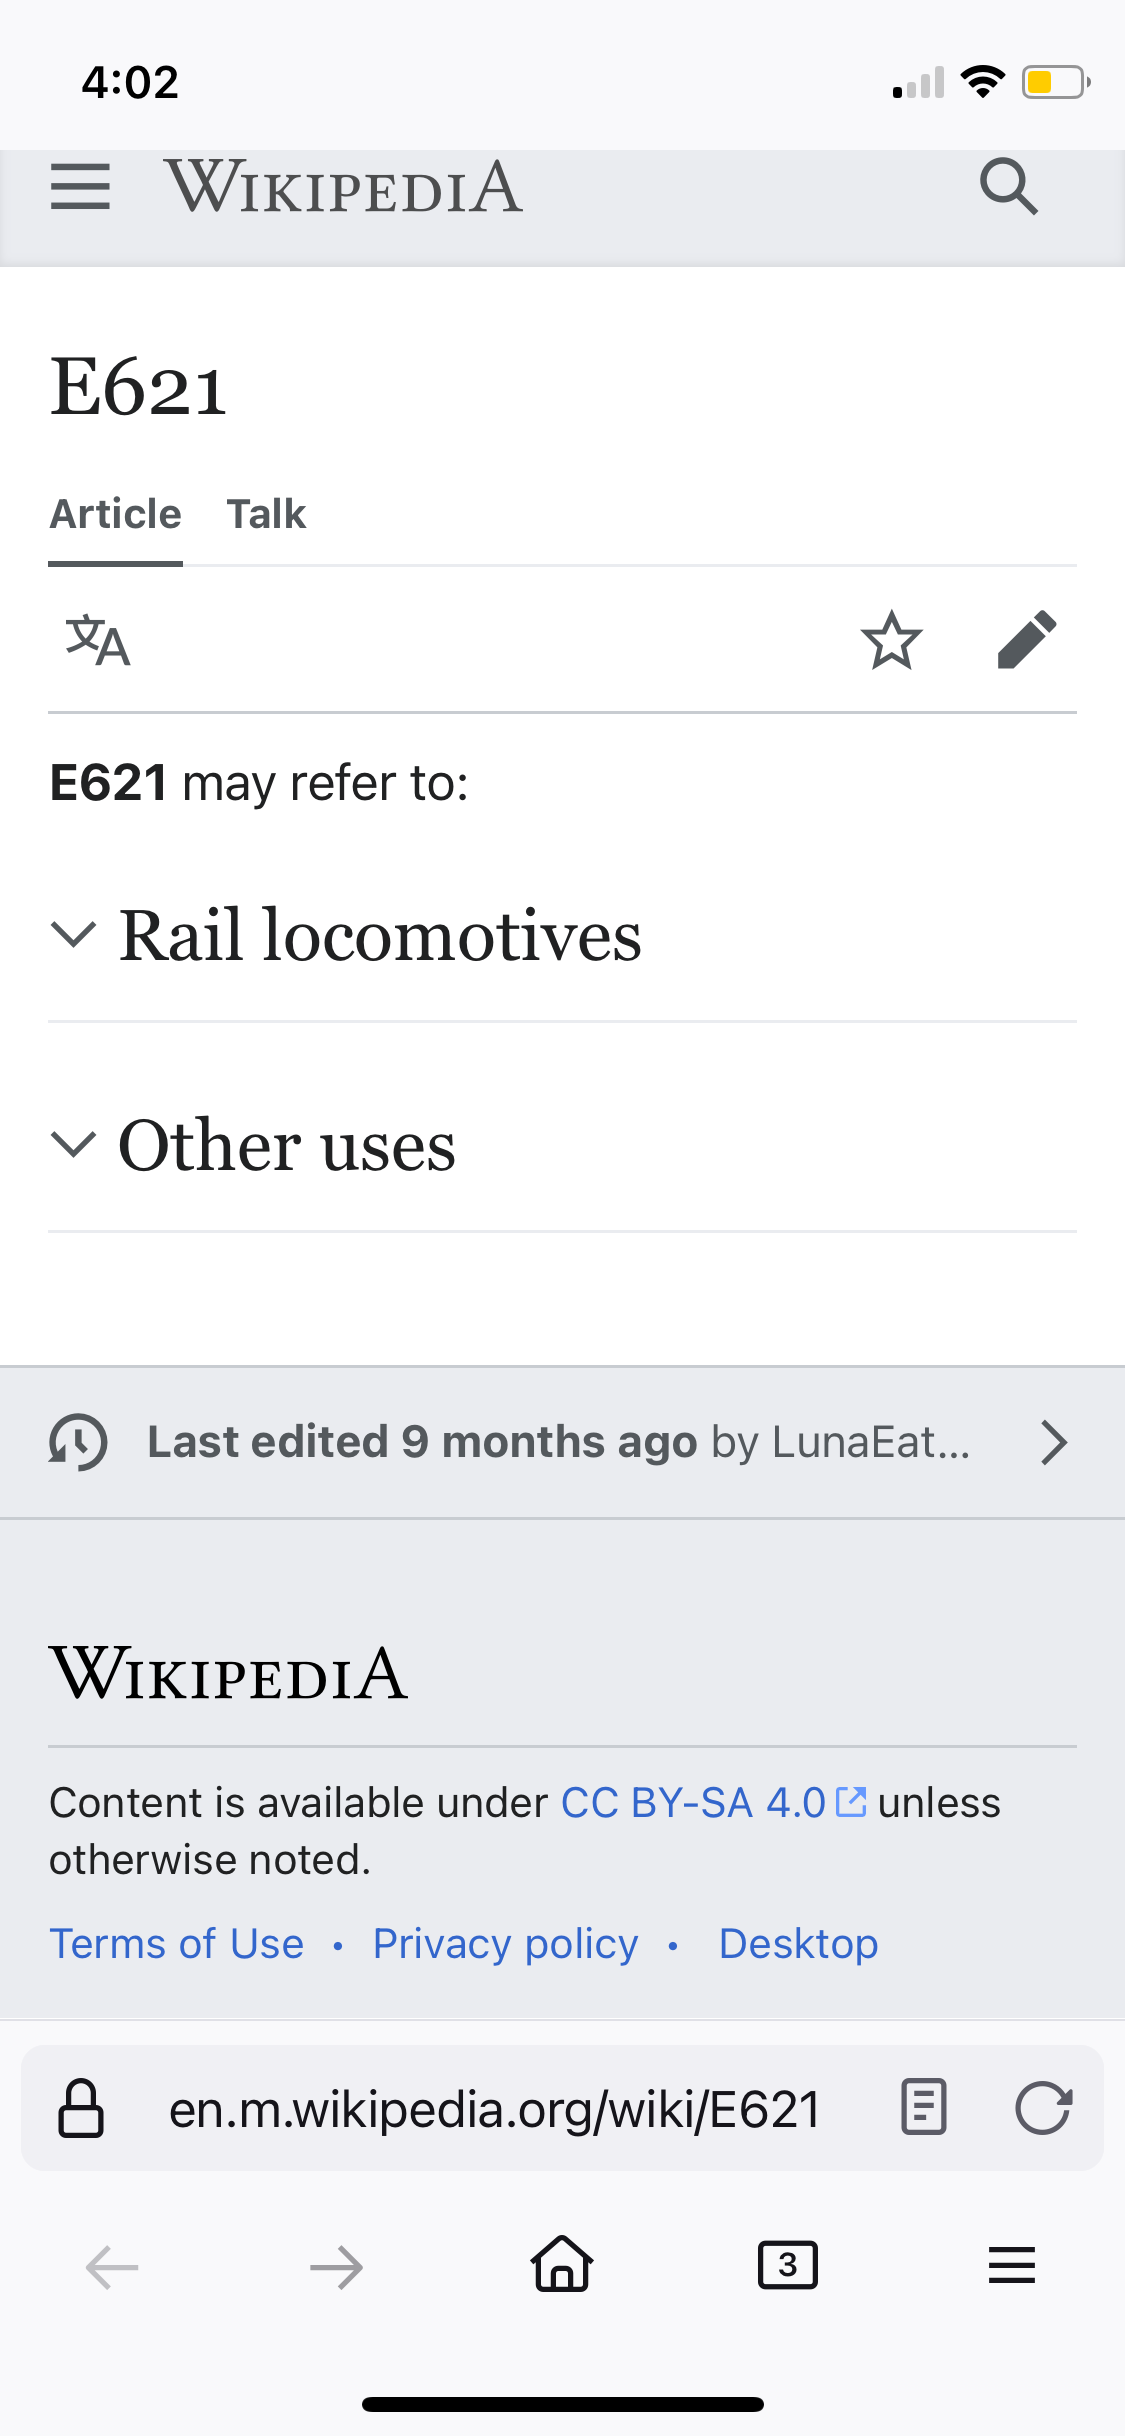 4:02
WIKIPEDIA
E621
Article Talk
文A
E621 may refer to:
Rail locomotives
Other uses
Last edited 9 months ago by LunaEat...
WIKIPEDIA
Content is available under CC BY-SA 4.0 unless
otherwise noted.
Terms of Use • Privacy policy • Desktop
en.m.wikipedia.org/wiki/E621
3